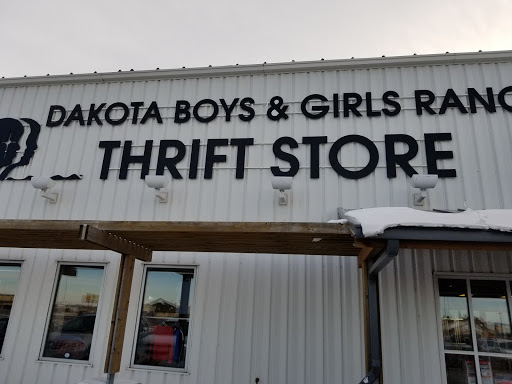 DAKOTA BOYS & GIRLS RANC
THRIFT STORE